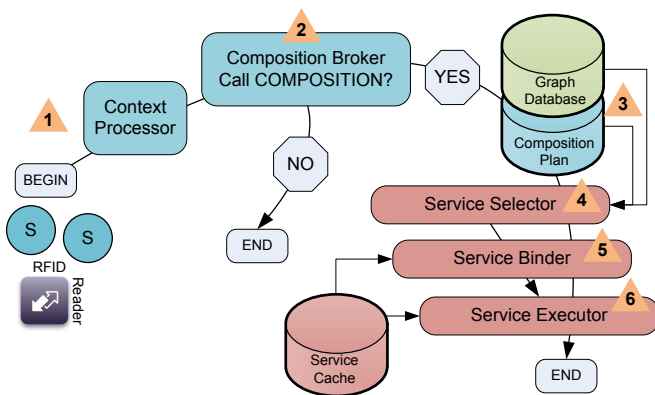 1
Context
Processor
BEGIN
S
S
RFID
Reader
2
Composition Broker
Call COMPOSITION?
YES
NO
END
Graph
Database
3
Composition
Plan
Service Selector
4
Service Binder
5
Service Executor
6
Service
Cache
END